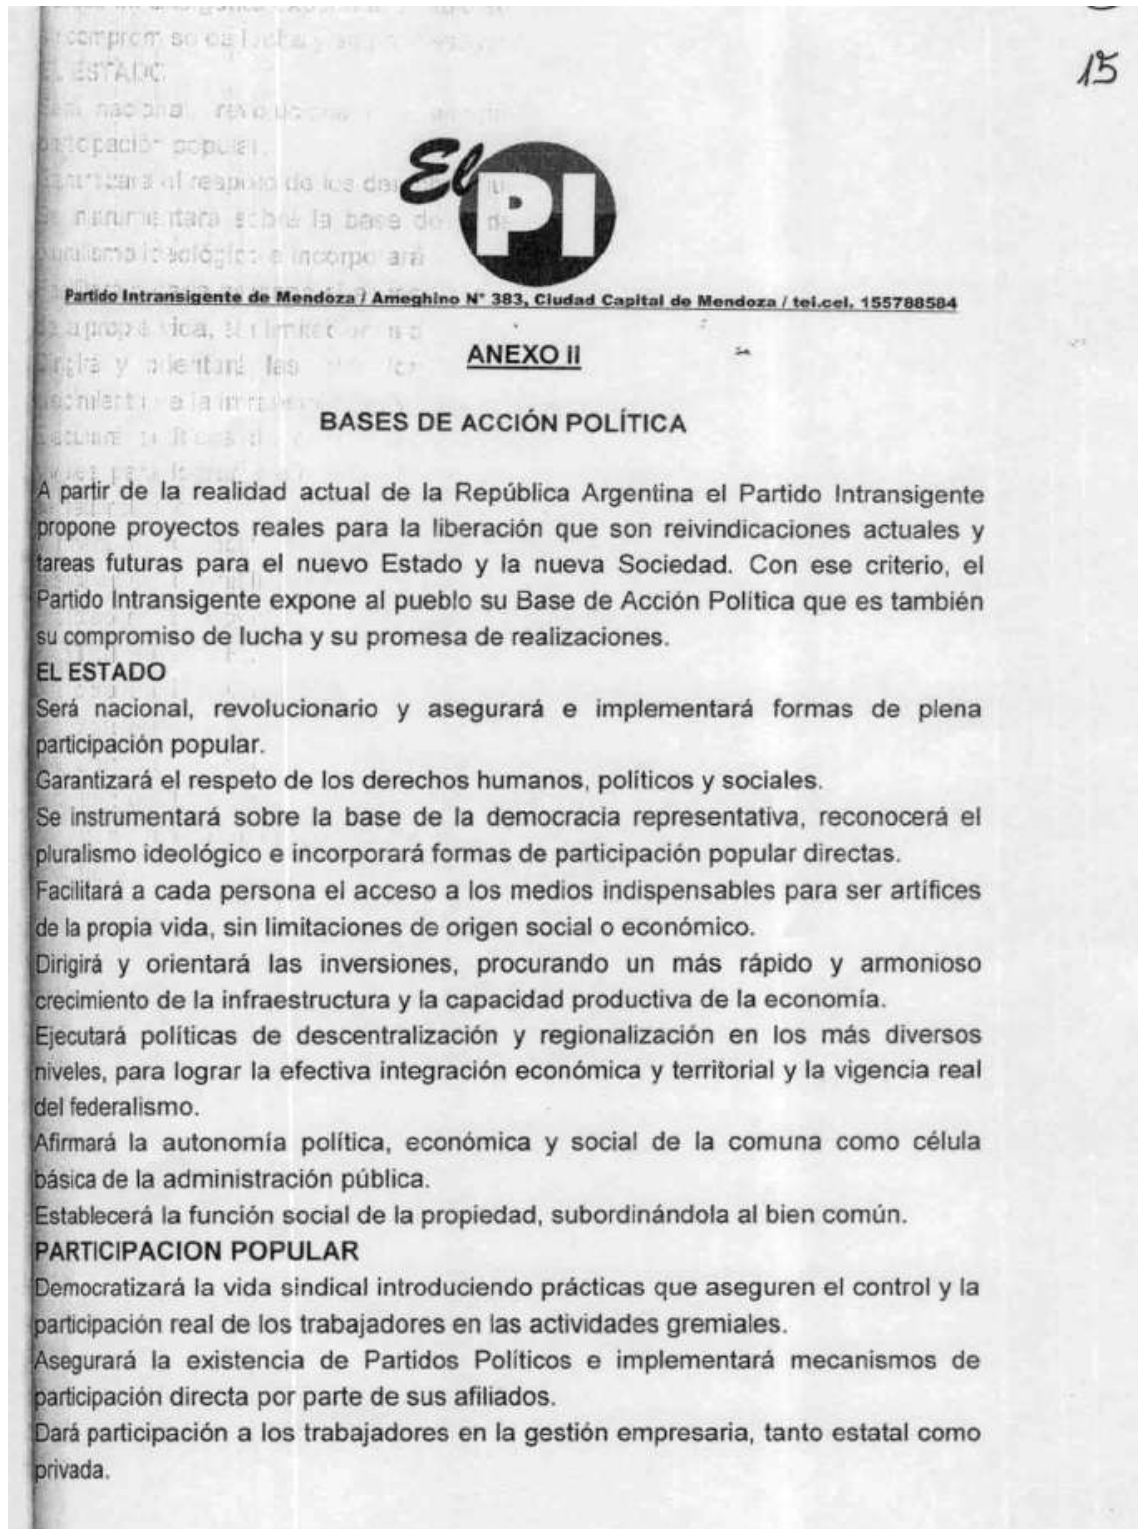 15
El PI
Partido Intransigente de Mendoza / Ameghino N° 383, Ciudad Capital de Mendoza / tel.cel. 155788584
ANEXO II
BASES DE ACCIÓN POLÍTICA
A partir de la realidad actual de la República Argentina el Partido Intransigente
propone proyectos reales para la liberación que son reivindicaciones actuales y
tareas futuras para el nuevo Estado y la nueva Sociedad. Con ese criterio, el
Partido Intransigente expone al pueblo su Base de Acción Política que es también
su compromiso de lucha y su promesa de realizaciones.
EL ESTADO
Será nacional, revolucionario y asegurará e implementará formas de plena
participación popular.
Garantizará el respeto de los derechos humanos, políticos y sociales.
Se instrumentará sobre la base de la democracia representativa, reconocerá el
pluralismo ideológico e incorporará formas de participación popular directas.
Facilitará a cada persona el acceso a los medios indispensables para ser artífices
de la propia vida, sin limitaciones de origen social o económico.
Dirigirá y orientará las inversiones, procurando un más rápido y armonioso
crecimiento de la infraestructura y la capacidad productiva de la economía.
Ejecutará políticas de descentralización y regionalización en los más diversos
niveles, para lograr la efectiva integración económica y territorial y la vigencia real
del federalismo.
Afirmará la autonomía política, económica y social de la comuna como célula
básica de la administración pública.
Establecerá la función social de la propiedad, subordinándola al bien común.
PARTICIPACION POPULAR
Democratizará la vida sindical introduciendo prácticas que aseguren el control y la
participación real de los trabajadores en las actividades gremiales.
Asegurará la existencia de Partidos Políticos e implementará mecanismos de
participación directa por parte de sus afiliados.
Dará participación a los trabajadores en la gestión empresaria, tanto estatal como
privada.